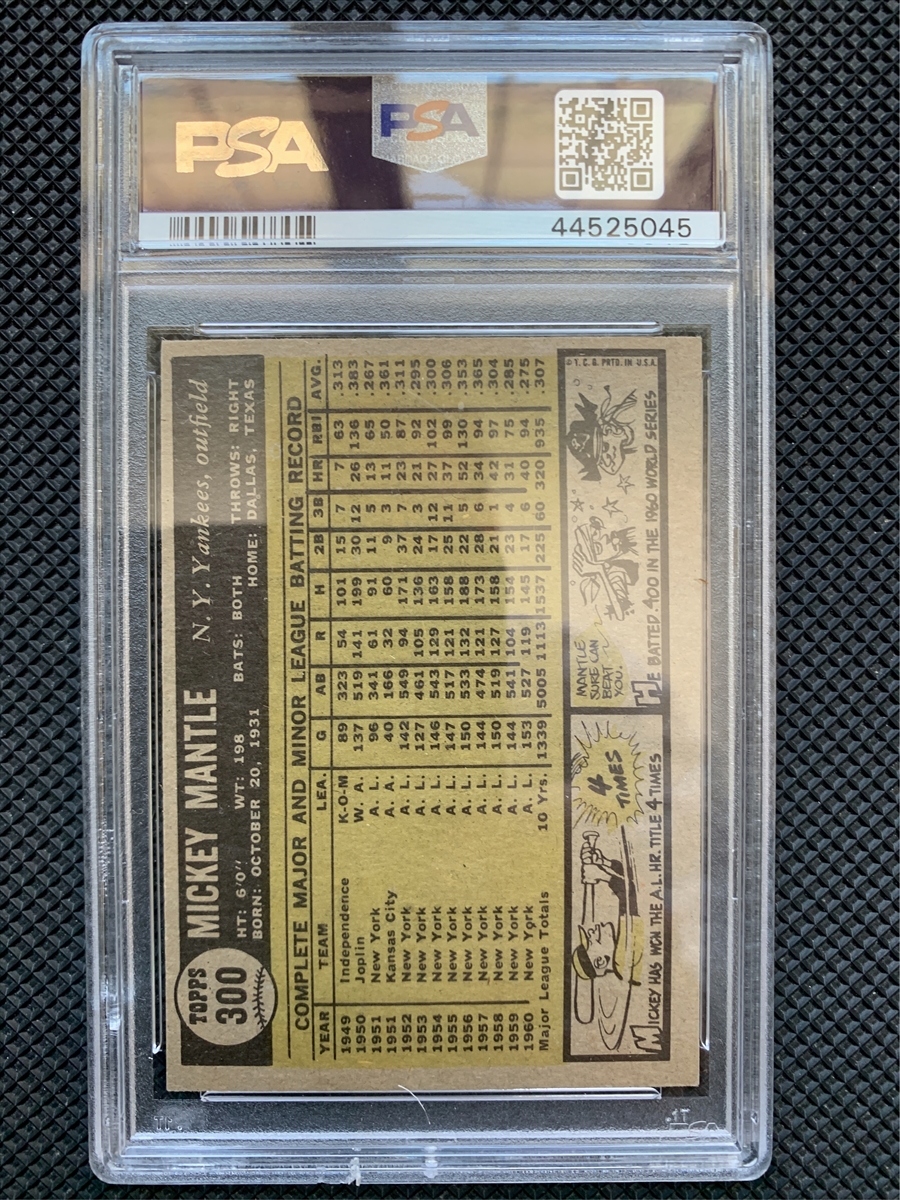 PSA
PSA
44525045
TOPPS
300
MICKEY MANTLE N. Y. Yankees, outfield
HT: 6'0" WT: 198 BATS: BOTH THROWS: RIGHT
BORN: OCTOBER 20, 1931 HOME: DALLAS, TEXAS
COMPLETE MAJOR AND MINOR LEAGUE BATTING RECORD
YEAR TEAM LEA. G AB R H 2B 3B HR RBI AVG.
1949 Independence K-O-M 89 323 54 101 15 7 7 63 .313
1950 Joplin W. A. 137 519 141 199 30 12 26 136 .383
1951 New York A. L. 96 341 61 91 11 5 13 65 .267
1951 Kansas City A. A. 40 166 32 60 9 3 11 50 .361
1952 New York A. L. 142 549 94 171 37 7 23 87 .311
1953 New York A. L. 127 461 105 136 24 3 21 92 .295
1954 New York A. L. 146 543 129 163 17 12 27 102 .300
1955 New York A. L. 147 517 121 158 25 11 37 99 .306
1956 New York A. L. 150 533 132 188 22 5 52 130 .353
1957 New York A. L. 144 474 121 173 28 6 34 94 .365
1958 New York A. L. 150 519 127 158 21 1 42 97 .304
1959 New York A. L. 144 541 104 154 23 4 31 75 .285
1960 New York A. L. 153 527 119 145 17 6 40 94 .275
Major League Totals 10 Yrs. 1339 5005 1113 1537 225 60 320 935 .307
4
TIMES
MICKEY HAS WON THE A.L. HR. TITLE 4 TIMES
MANTLE
SURE CAN
BEAT
YOU.
HE BATTED .400 IN THE 1960 WORLD SERIES
© T. C. G. PRTD. IN U.S.A.